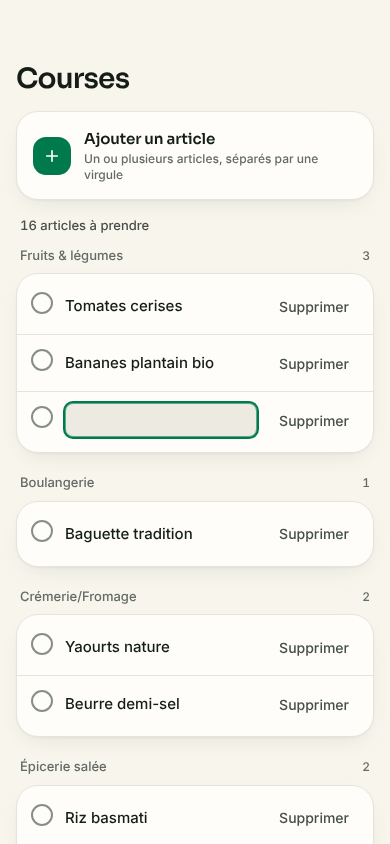 Courses
Ajouter un article
Un ou plusieurs articles, séparés par une
virgule
16 articles à prendre
Fruits & légumes 3
Tomates cerises Supprimer
Bananes plantain bio Supprimer
Supprimer
Boulangerie 1
Baguette tradition Supprimer
Crémerie/Fromage 2
Yaourts nature Supprimer
Beurre demi-sel Supprimer
Épicerie salée 2
Riz basmati Supprimer